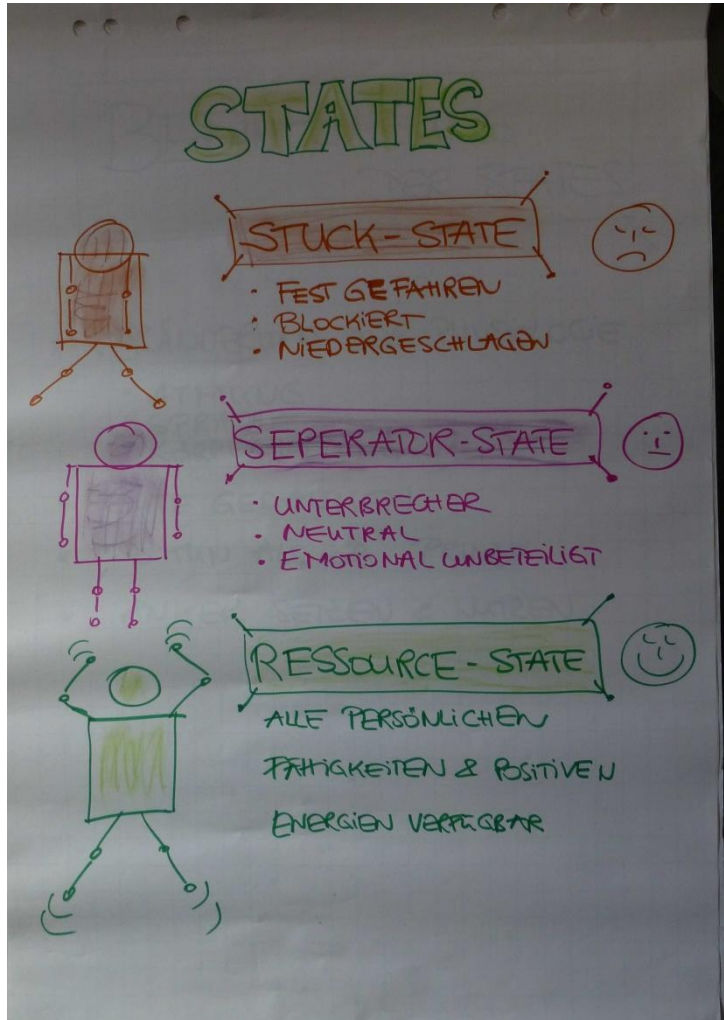 STATES
STUCK-STATE
• FEST GEFAHREN
• BLOCKIERT
• NIEDERGESCHLAGEN
SEPERATOR-STATE
• UNTERBRECHER
• NEUTRAL
• EMOTIONAL UNBETEILIGT
RESSOURCE-STATE
ALLE PERSÖNLICHEN
FÄHIGKEITEN & POSITIVEN
ENERGIEN VERFÜGBAR